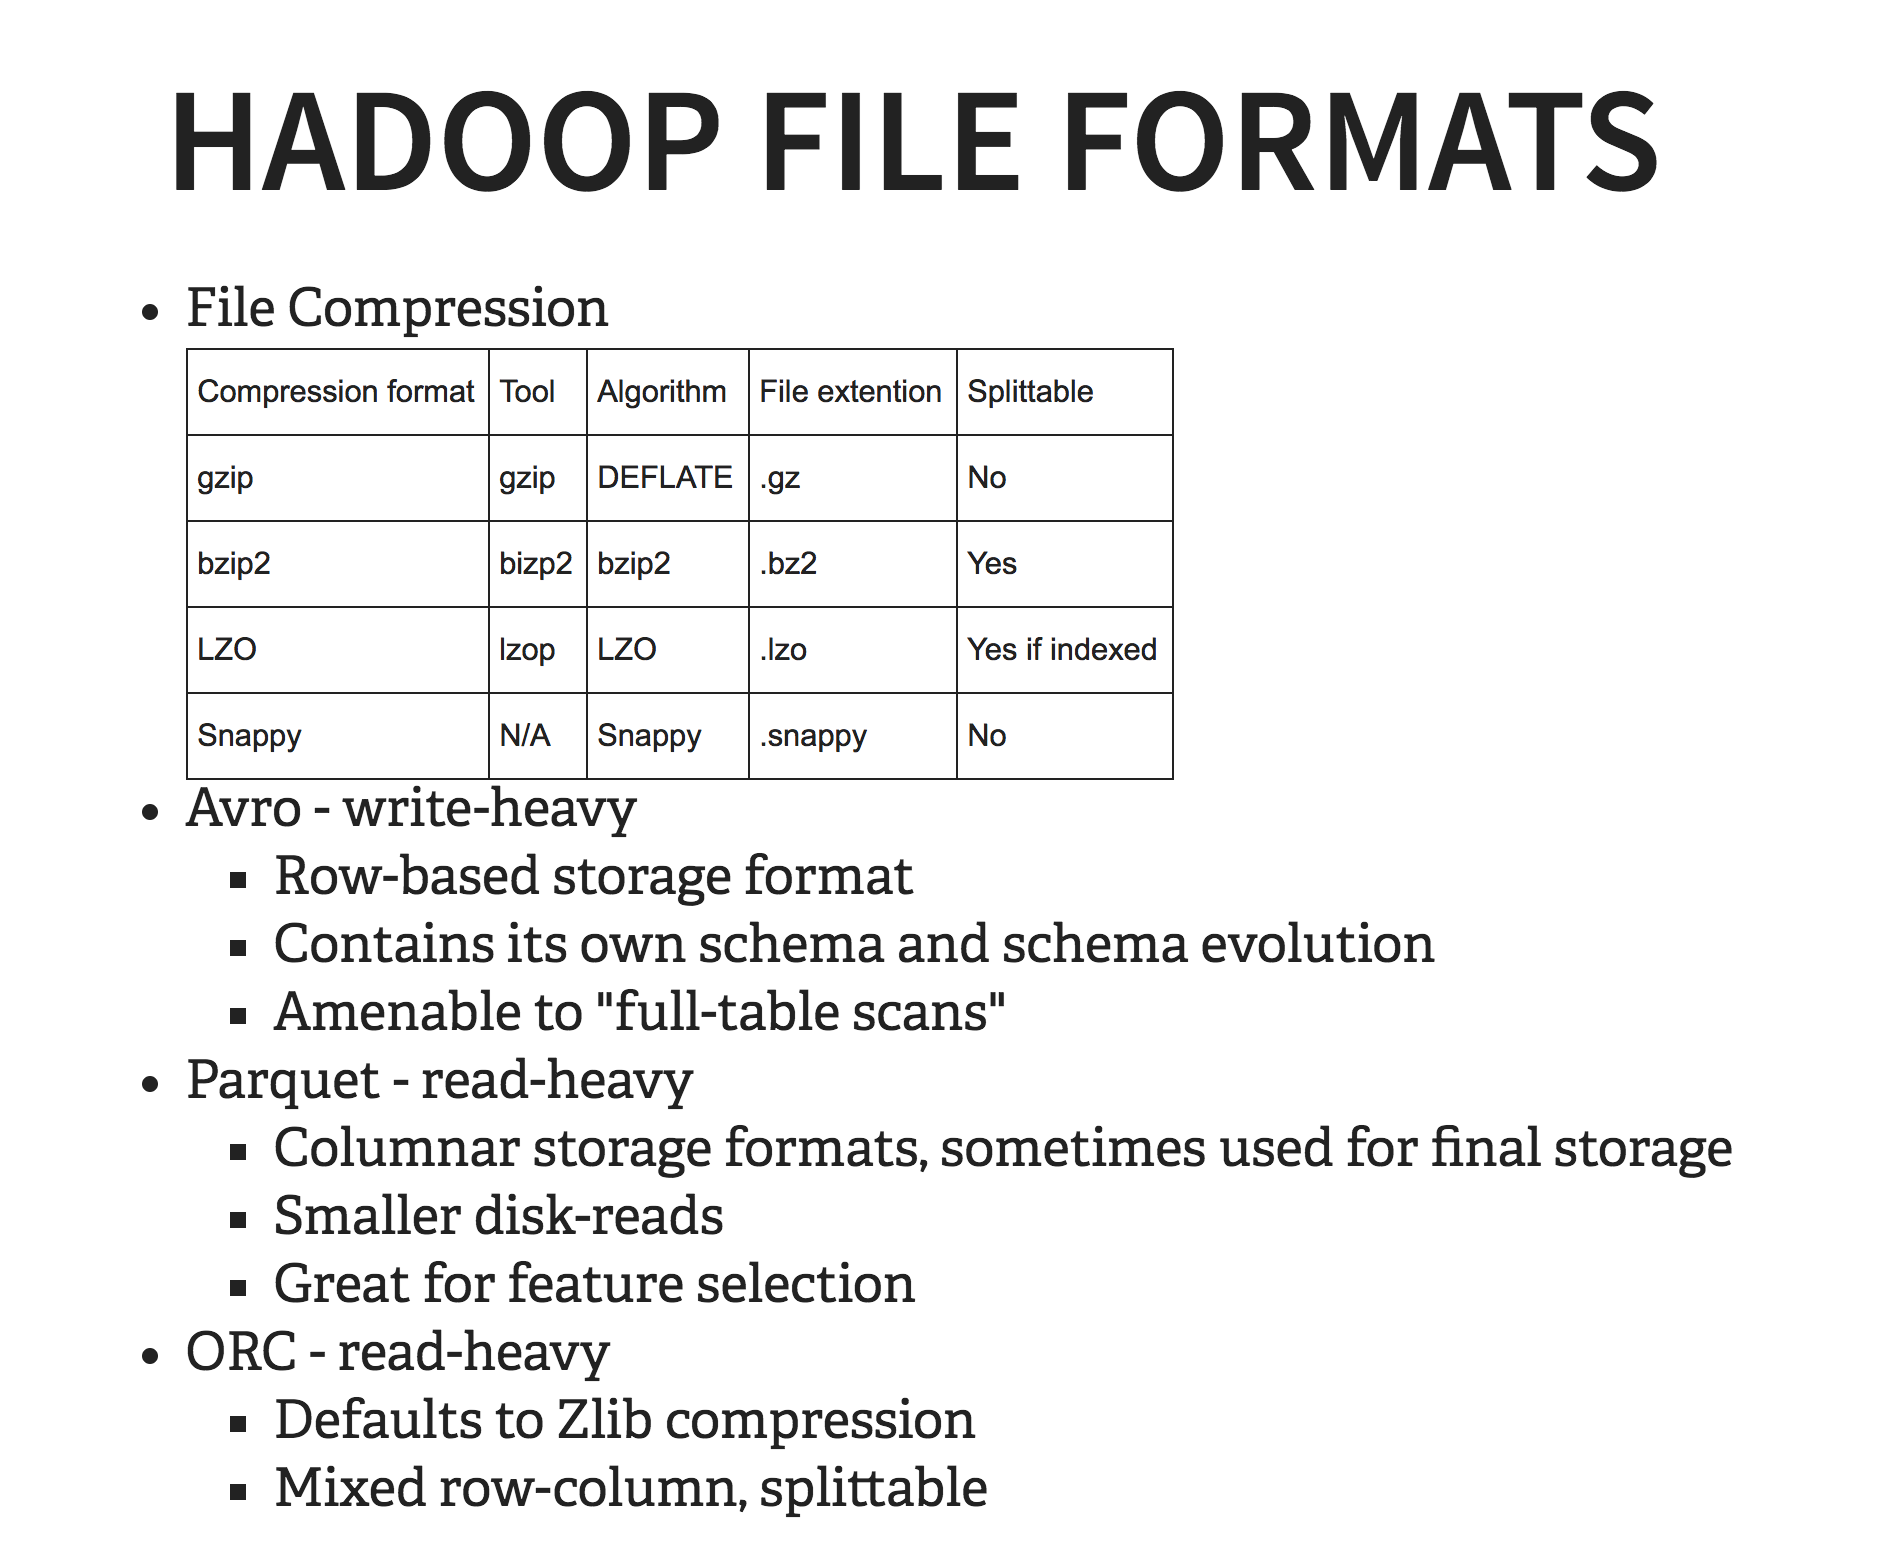 HADOOP FILE FORMATS
File Compression
Compression format Tool Algorithm File extention Splittable
gzip gzip DEFLATE .gz No
bzip2 bizp2 bzip2 .bz2 Yes
LZO lzop LZO .lzo Yes if indexed
Snappy N/A Snappy .snappy No
Avro - write-heavy
Row-based storage format
Contains its own schema and schema evolution
Amenable to "full-table scans"
Parquet - read-heavy
Columnar storage formats, sometimes used for final storage
Smaller disk-reads
Great for feature selection
ORC - read-heavy
Defaults to Zlib compression
Mixed row-column, splittable